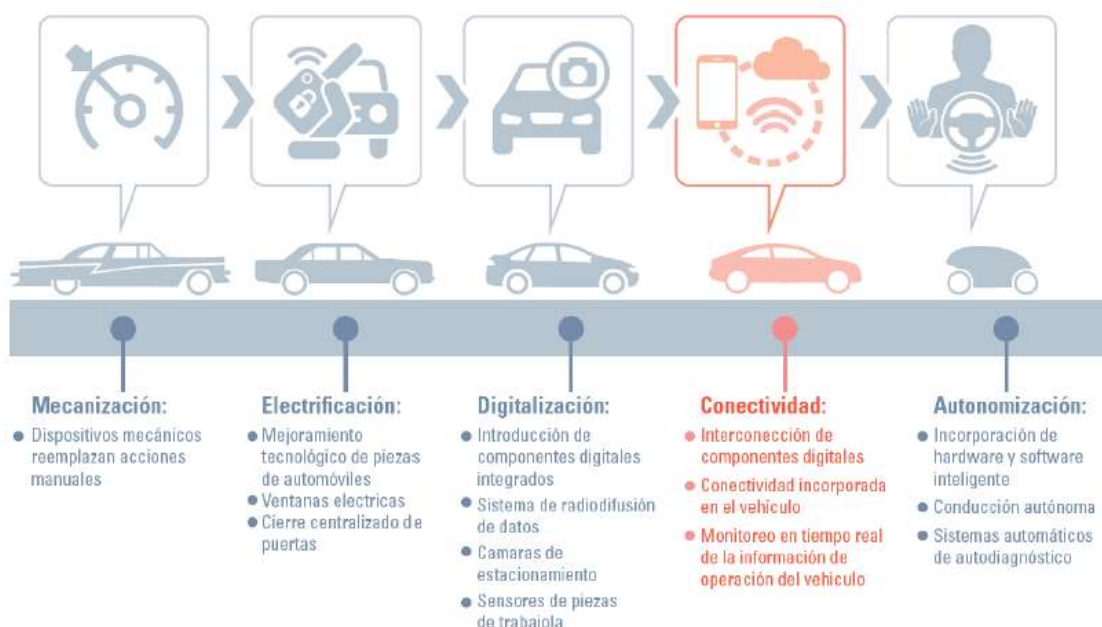 Mecanización:
Dispositivos mecánicos
reemplazan acciones
manuales
Electrificación:
Mejoramiento
tecnológico de piezas
de automóviles
Ventanas electricas
Cierre centralizado de
puertas
Digitalización:
Introducción de
componentes digitales
integrados
Sistema de radiodifusión
de datos
Camaras de
estacionamiento
Sensores de piezas
de trabajola
Conectividad:
Interconección de
componentes digitales
Conectividad incorporada
en el vehículo
Monitoreo en tiempo real
de la información de
operación del vehiculo
Autonomización:
Incorporación de
hardware y software
inteligente
Conducción autónoma
Sistemas automáticos
de autodiagnóstico